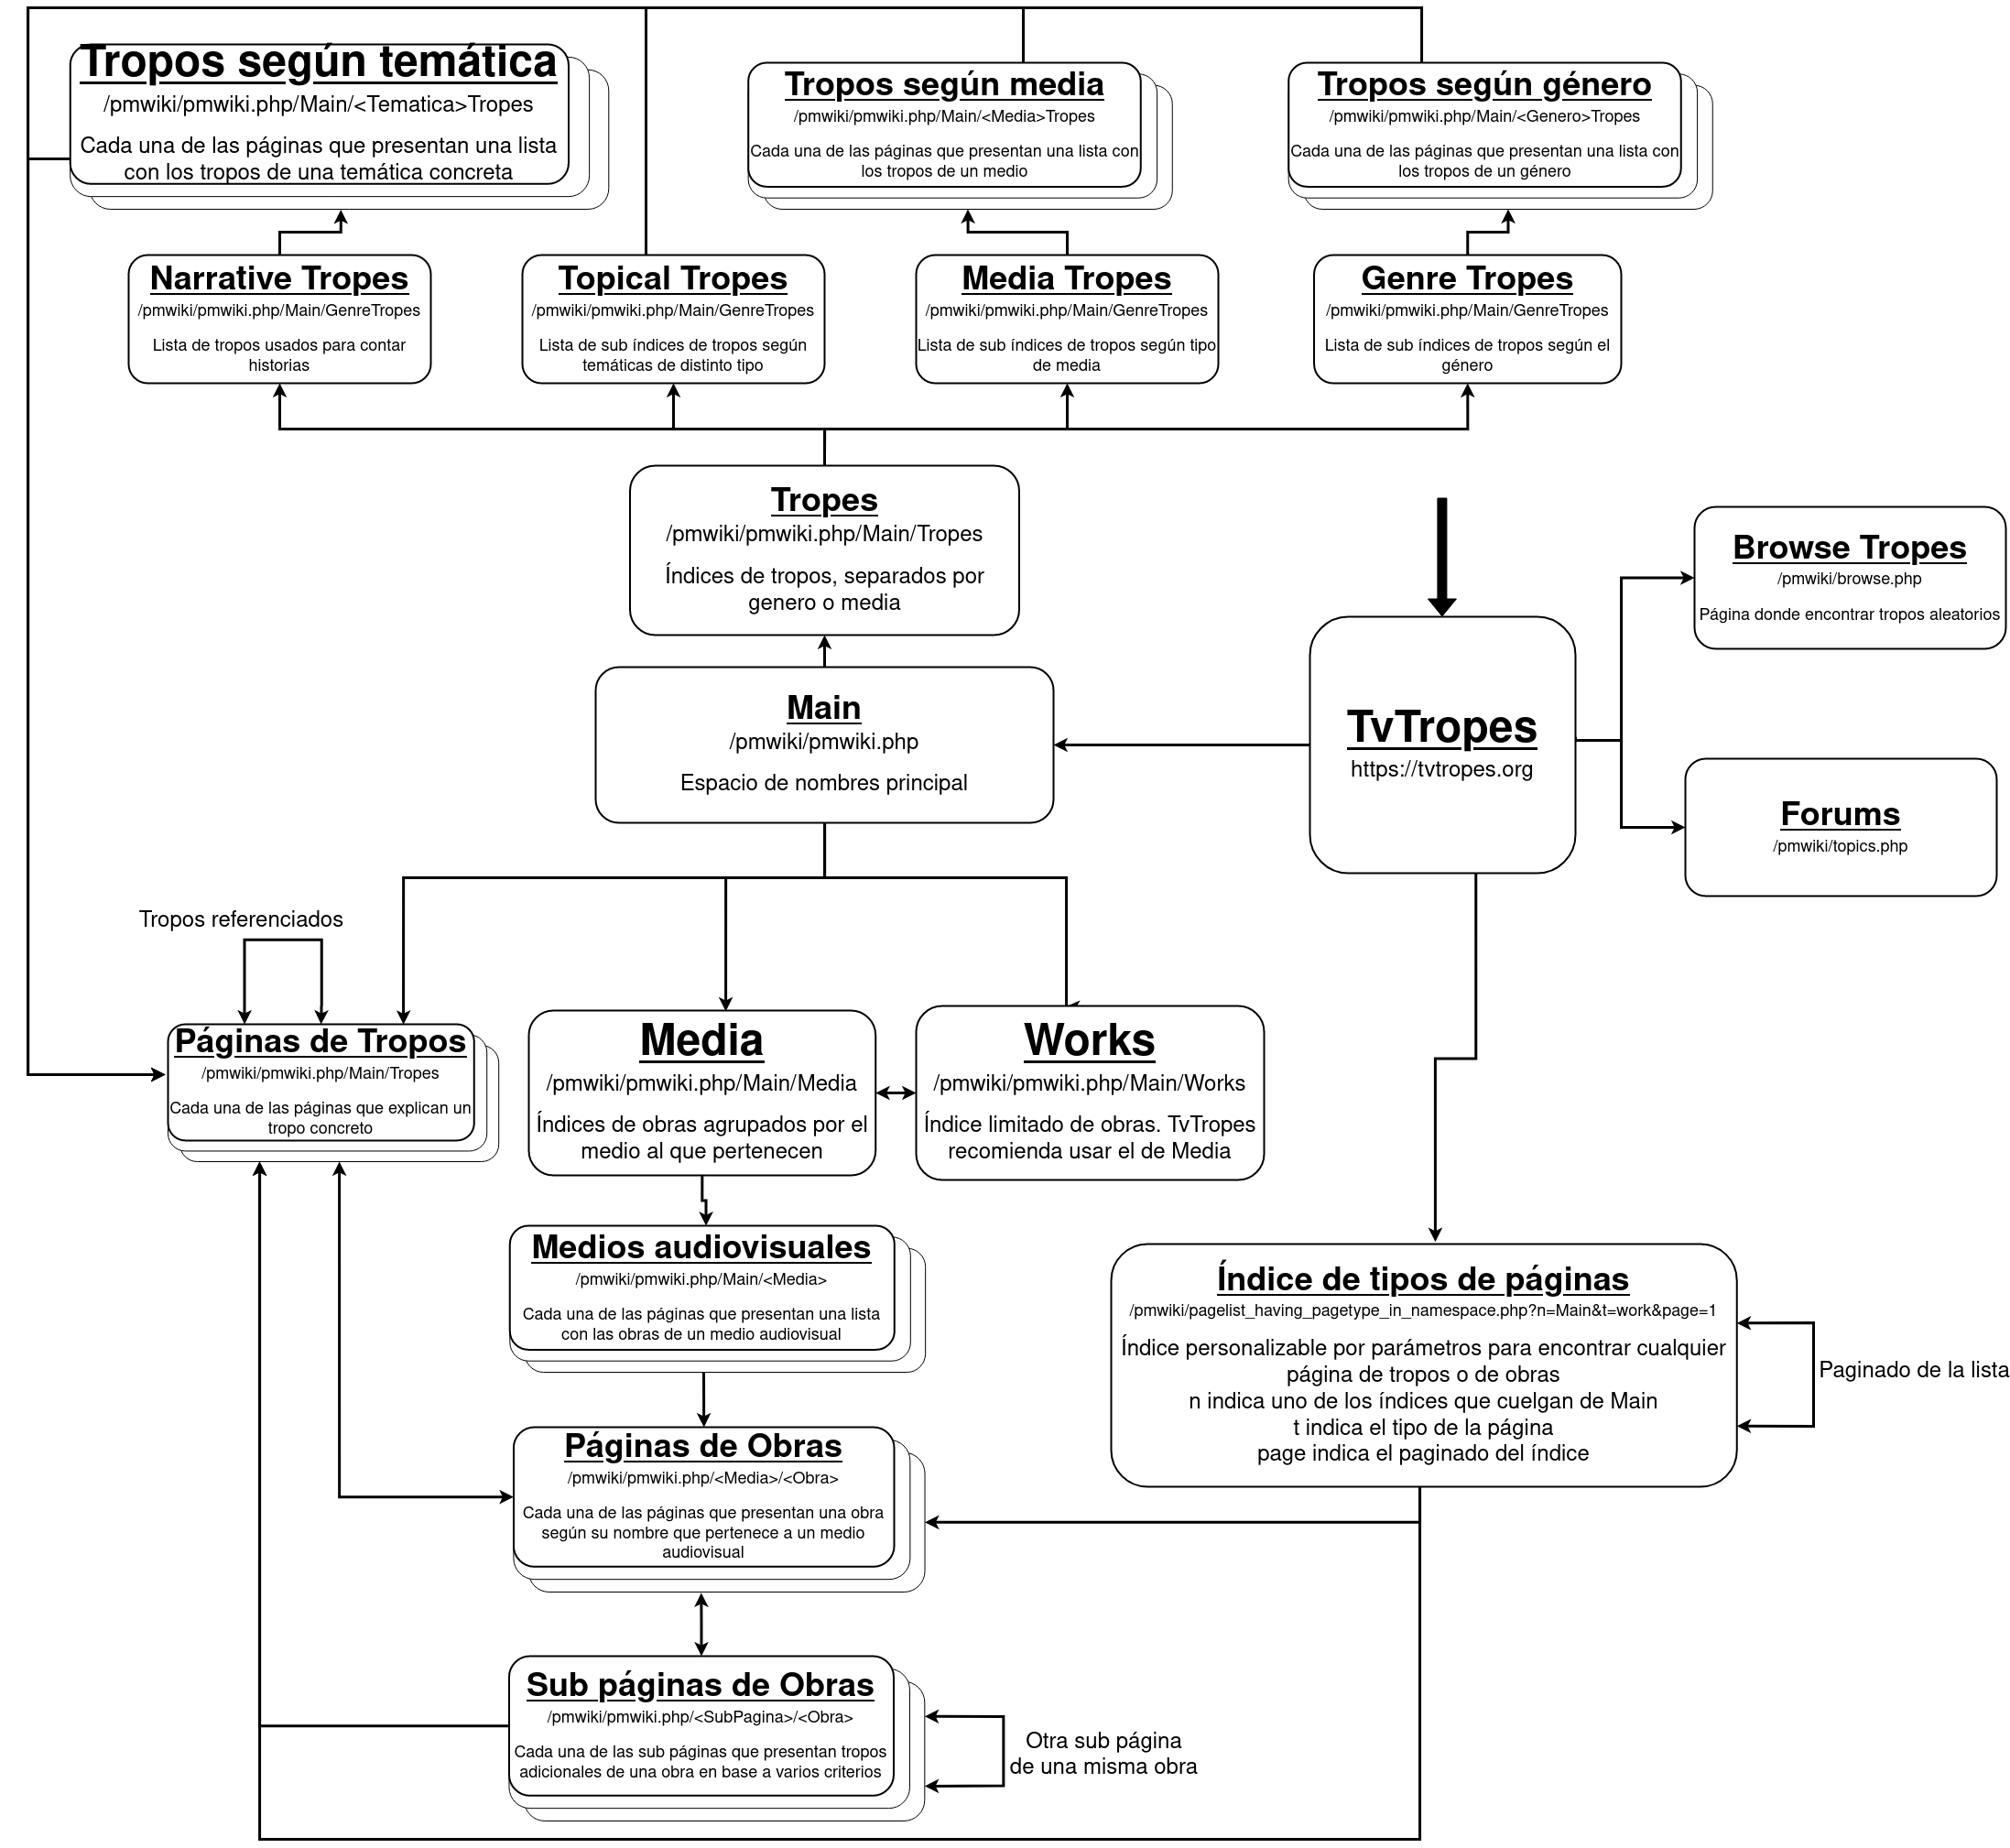 Tropos según temática
/pmwiki/pmwiki.php/Main/<Tematica>Tropes
Cada una de las páginas que presentan una lista
con los tropos de una temática concreta
Tropos según media
/pmwiki/pmwiki.php/Main/<Media>Tropes
Cada una de las páginas que presentan una lista con
los tropos de un medio
Tropos según género
/pmwiki/pmwiki.php/Main/<Genero>Tropes
Cada una de las páginas que presentan una lista con
los tropos de un género
Narrative Tropes
/pmwiki/pmwiki.php/Main/GenreTropes
Lista de tropos usados para contar
historias
Topical Tropes
/pmwiki/pmwiki.php/Main/GenreTropes
Lista de sub índices de tropos según
temáticas de distinto tipo
Media Tropes
/pmwiki/pmwiki.php/Main/GenreTropes
Lista de sub índices de tropos según tipo
de media
Genre Tropes
/pmwiki/pmwiki.php/Main/GenreTropes
Lista de sub índices de tropos según el
género
Tropes
/pmwiki/pmwiki.php/Main/Tropes
Índices de tropos, separados por
genero o media
Browse Tropes
/pmwiki/browse.php
Página donde encontrar tropos aleatorios
Main
/pmwiki/pmwiki.php
Espacio de nombres principal
TvTropes
https://tvtropes.org
Forums
/pmwiki/topics.php
Tropos referenciados
Páginas de Tropos
/pmwiki/pmwiki.php/Main/Tropes
Cada una de las páginas que explican un
tropo concreto
Media
/pmwiki/pmwiki.php/Main/Media
Índices de obras agrupados por el
medio al que pertenecen
Works
/pmwiki/pmwiki.php/Main/Works
Índice limitado de obras. TvTropes
recomienda usar el de Media
Medios audiovisuales
/pmwiki/pmwiki.php/Main/<Media>
Cada una de las páginas que presentan una lista
con las obras de un medio audiovisual
Índice de tipos de páginas
/pmwiki/pagelist_having_pagetype_in_namespace.php?n=Main&t=work&page=1
Índice personalizable por parámetros para encontrar cualquier
página de tropos o de obras
n indica uno de los índices que cuelgan de Main
t indica el tipo de la página
page indica el paginado del índice
Paginado de la lista
Páginas de Obras
/pmwiki/pmwiki.php/<Media>/<Obra>
Cada una de las páginas que presentan una obra
según su nombre que pertenece a un medio
audiovisual
Sub páginas de Obras
/pmwiki/pmwiki.php/<SubPagina>/<Obra>
Cada una de las sub páginas que presentan tropos
adicionales de una obra en base a varios criterios
Otra sub página
de una misma obra